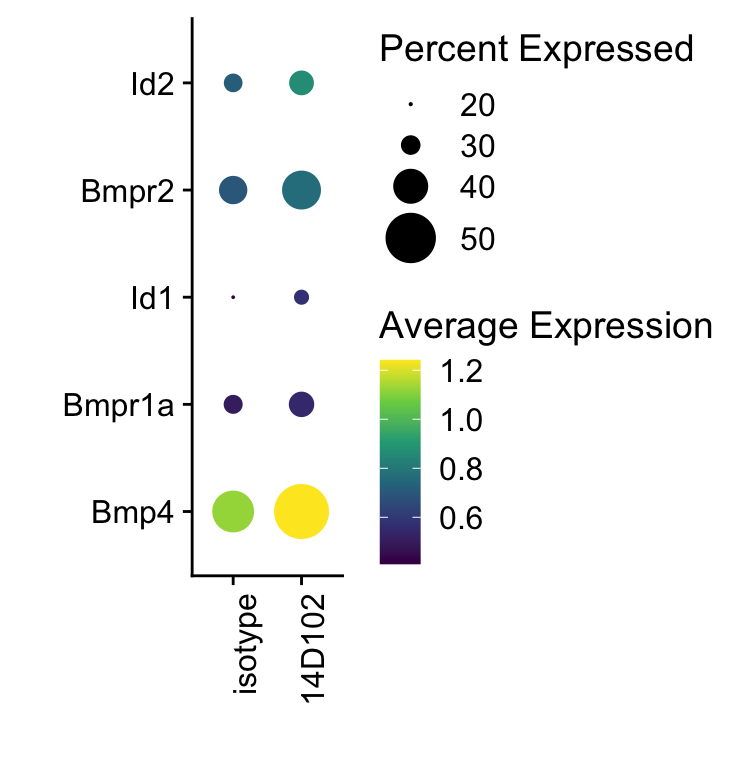 Id2
Bmpr2
Id1
Bmpr1a
Bmp4
isotype
14D102
Percent Expressed
20
30
40
50
Average Expression
1.2
1.0
0.8
0.6